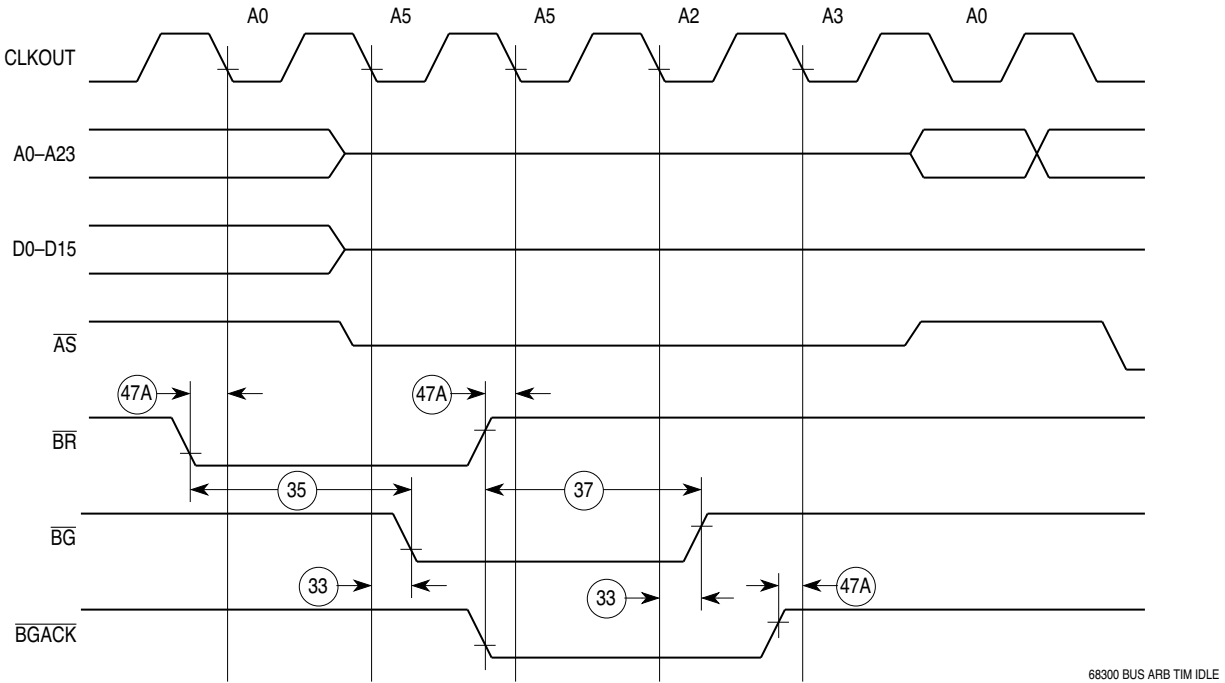 A0 A5 A5 A2 A3 A0
CLKOUT
A0–A23
D0–D15
AS
47A 47A
BR
35 37
BG
33 33 47A
BGACK
68300 BUS ARB TIM IDLE